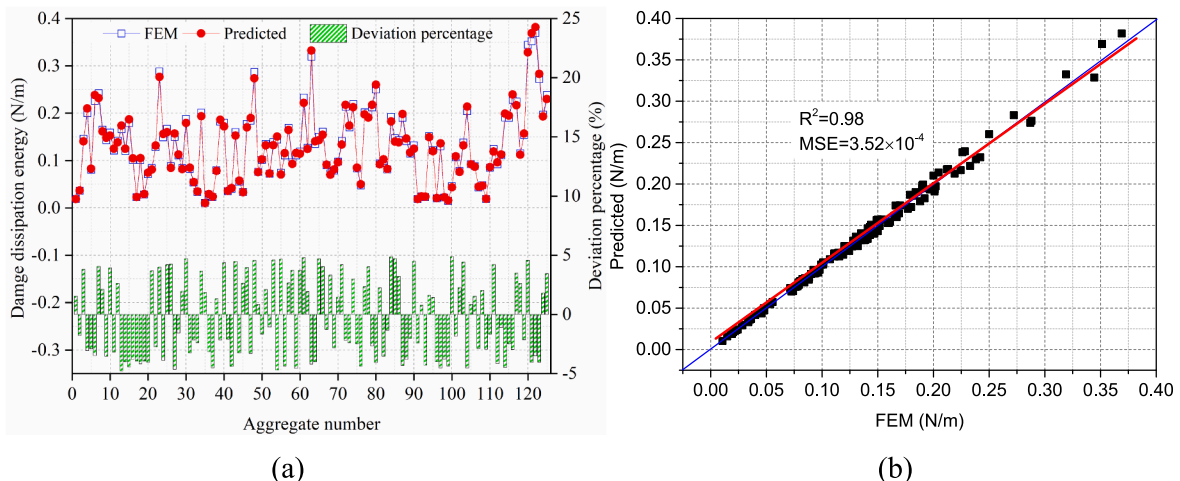 FEM Predicted Deviation percentage
Damge dissipation energy (N/m)
0.4
0.3
0.2
0.1
0.0
-0.1
-0.2
-0.3
25
20
15
10
5
0
-5
Deviation percentage (%)
0 10 20 30 40 50 60 70 80 90 100 110 120
Aggregate number
(a)
R²=0.98
MSE=3.52×10⁻⁴
Predicted (N/m)
0.40
0.35
0.30
0.25
0.20
0.15
0.10
0.05
0.00
0.00 0.05 0.10 0.15 0.20 0.25 0.30 0.35 0.40
FEM (N/m)
(b)